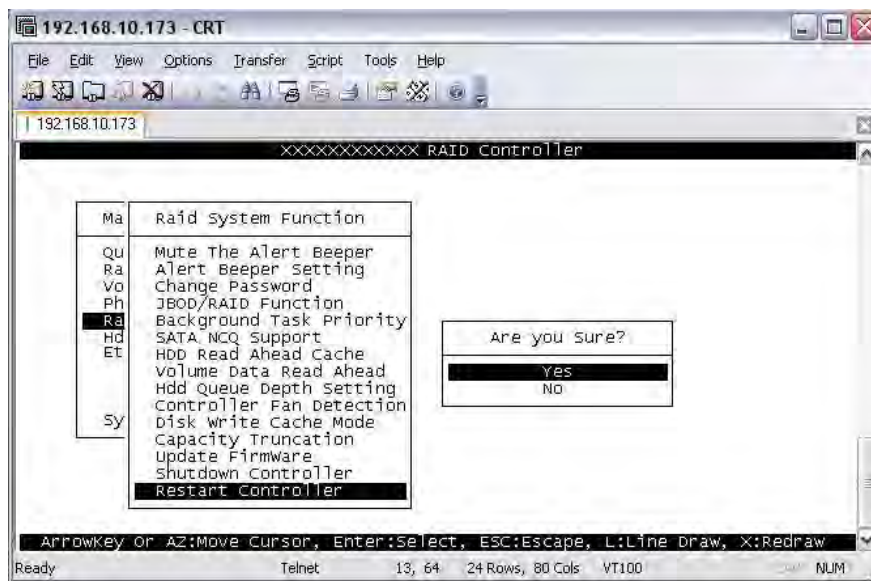 192.168.10.173 - CRT
File Edit View Options Transfer Script Tools Help
192.168.10.173
XXXXXXXXXXXX RAID Controller
Ma
Qu
Ra
Vo
Ph
Ra
Hd
Et
Sy
Raid System Function
Mute The Alert Beeper
Alert Beeper Setting
Change Password
JBOD/RAID Function
Background Task Priority
SATA NCQ Support
HDD Read Ahead Cache
Volume Data Read Ahead
Hdd Queue Depth Setting
Controller Fan Detection
Disk Write Cache Mode
Capacity Truncation
Update FirmWare
Shutdown Controller
Restart Controller
Are you Sure?
Yes
No
ArrowKey Or AZ:Move Cursor, Enter:Select, ESC:Escape, L:Line Draw, X:Redraw
Ready Telnet 13, 64 24 Rows, 80 Cols VT100 NUM